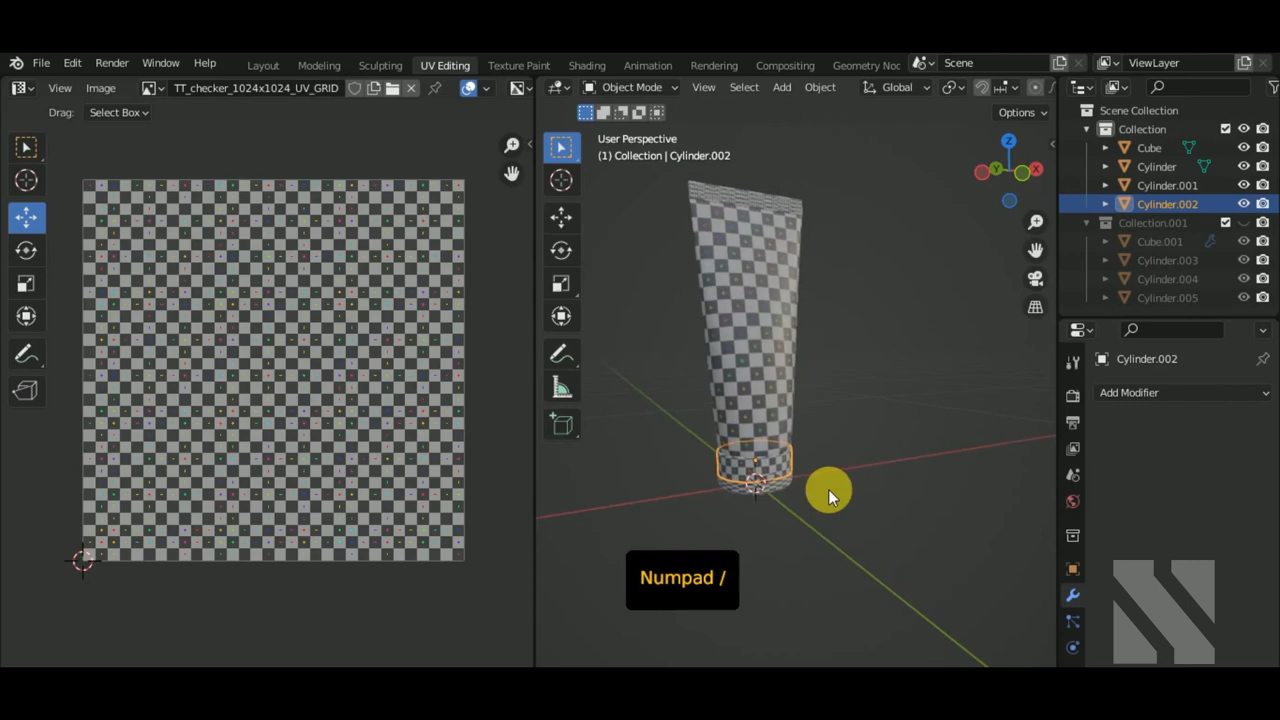 File Edit Render Window Help Layout Modeling Sculpting UV Editing Texture Paint Shading Animation Rendering Compositing Geometry Noc Scene ViewLayer
View Image TT_checker_1024x1024_UV_GRID Object Mode View Select Add Object Global
Drag: Select Box Options
User Perspective
(1) Collection | Cylinder.002
Z
Y
X
Scene Collection
Collection
Cube
Cylinder
Cylinder.001
Cylinder.002
Collection.001
Cube.001
Cylinder.003
Cylinder.004
Cylinder.005
Cylinder.002
Add Modifier
Numpad /